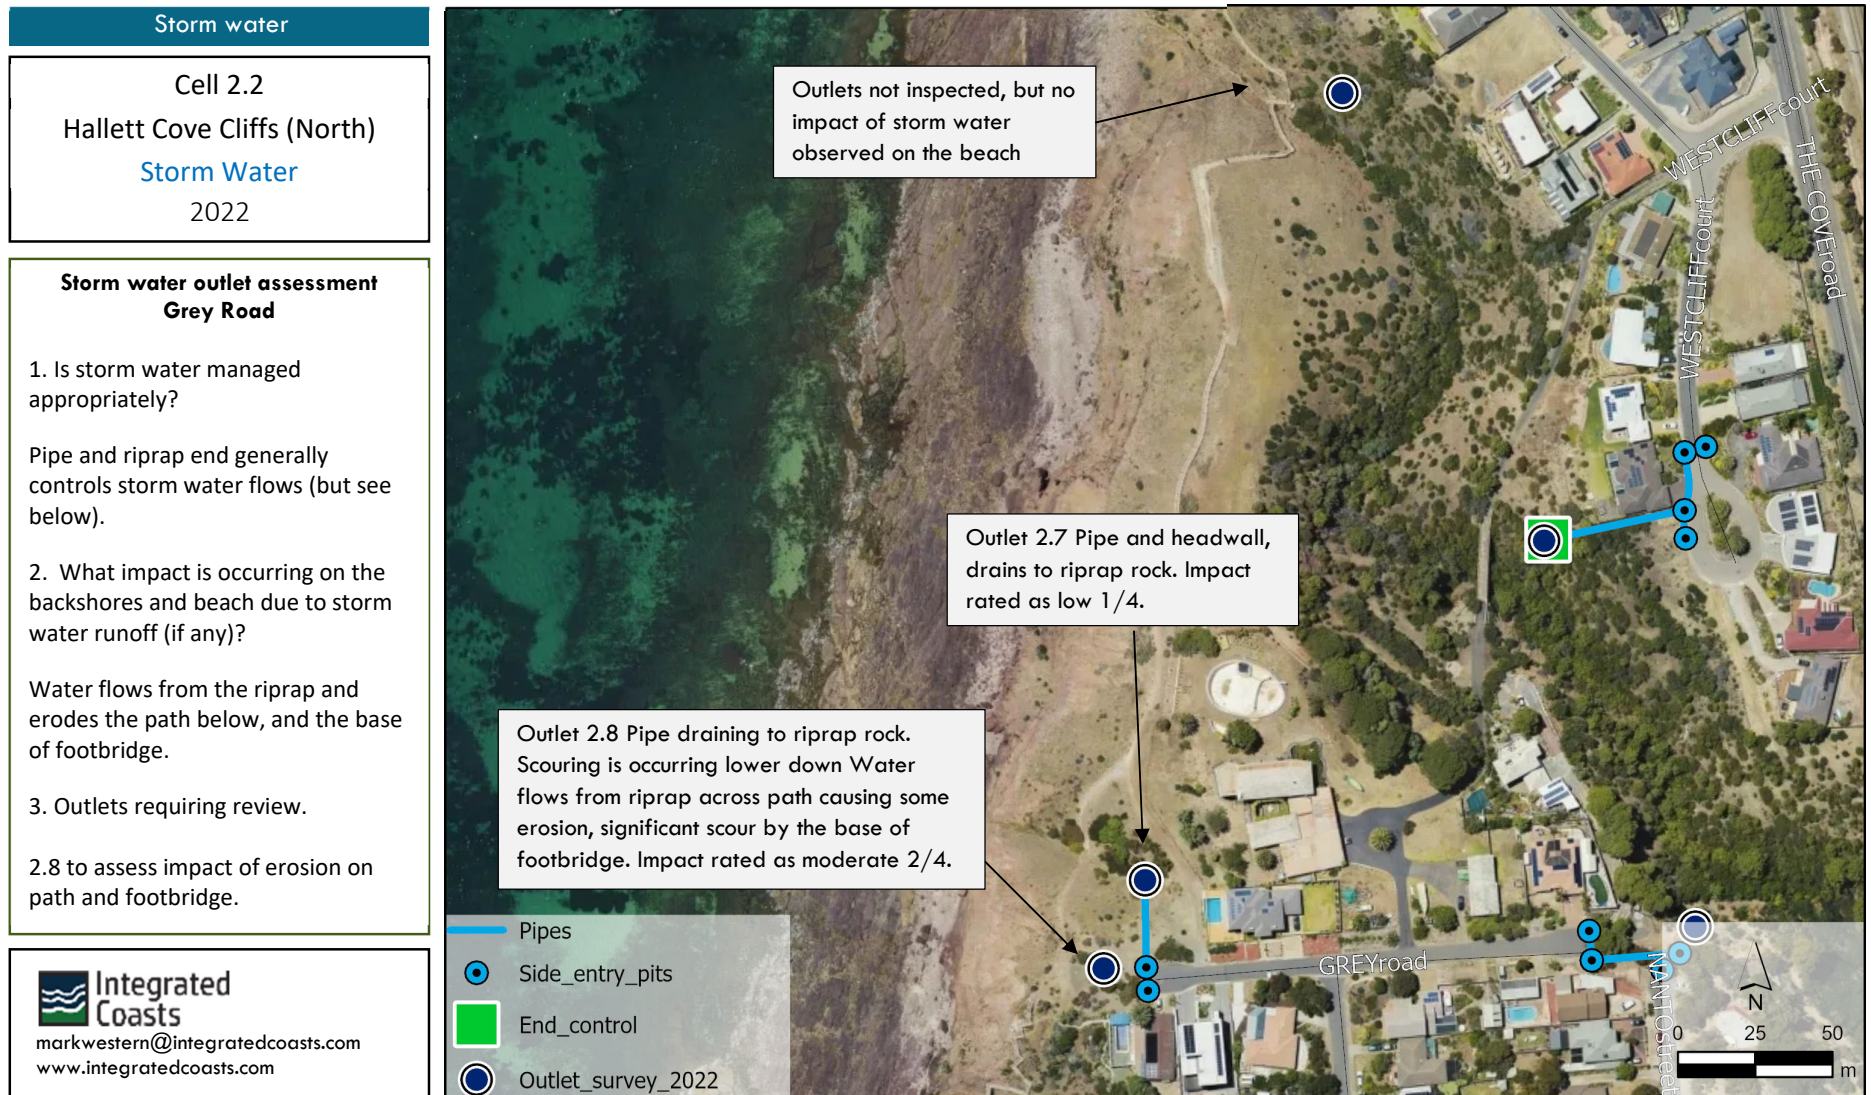 Storm water
Cell 2.2
Hallett Cove Cliffs (North)
Storm Water
2022
Storm water outlet assessment
Grey Road
1. Is storm water managed
appropriately?
Pipe and riprap end generally
controls storm water flows (but see
below).
2.  What impact is occurring on the
backshores and beach due to storm
water runoff (if any)?
Water flows from the riprap and
erodes the path below, and the base
of footbridge.
3. Outlets requiring review.
2.8 to assess impact of erosion on
path and footbridge.
Integrated
Coasts
markwestern@integratedcoasts.com
www.integratedcoasts.com
Outlets not inspected, but no
impact of storm water
observed on the beach
WESTCLIFFcourt
THE COVEroad
WESTCLIFFcourt
Outlet 2.7 Pipe and headwall,
drains to riprap rock. Impact
rated as low 1/4.
Outlet 2.8 Pipe draining to riprap rock.
Scouring is occurring lower down Water
flows from riprap across path causing some
erosion, significant scour by the base of
footbridge. Impact rated as moderate 2/4.
GREYroad
NANTOstreet
Pipes
Side_entry_pits
End_control
Outlet_survey_2022
N
0 25 50
m